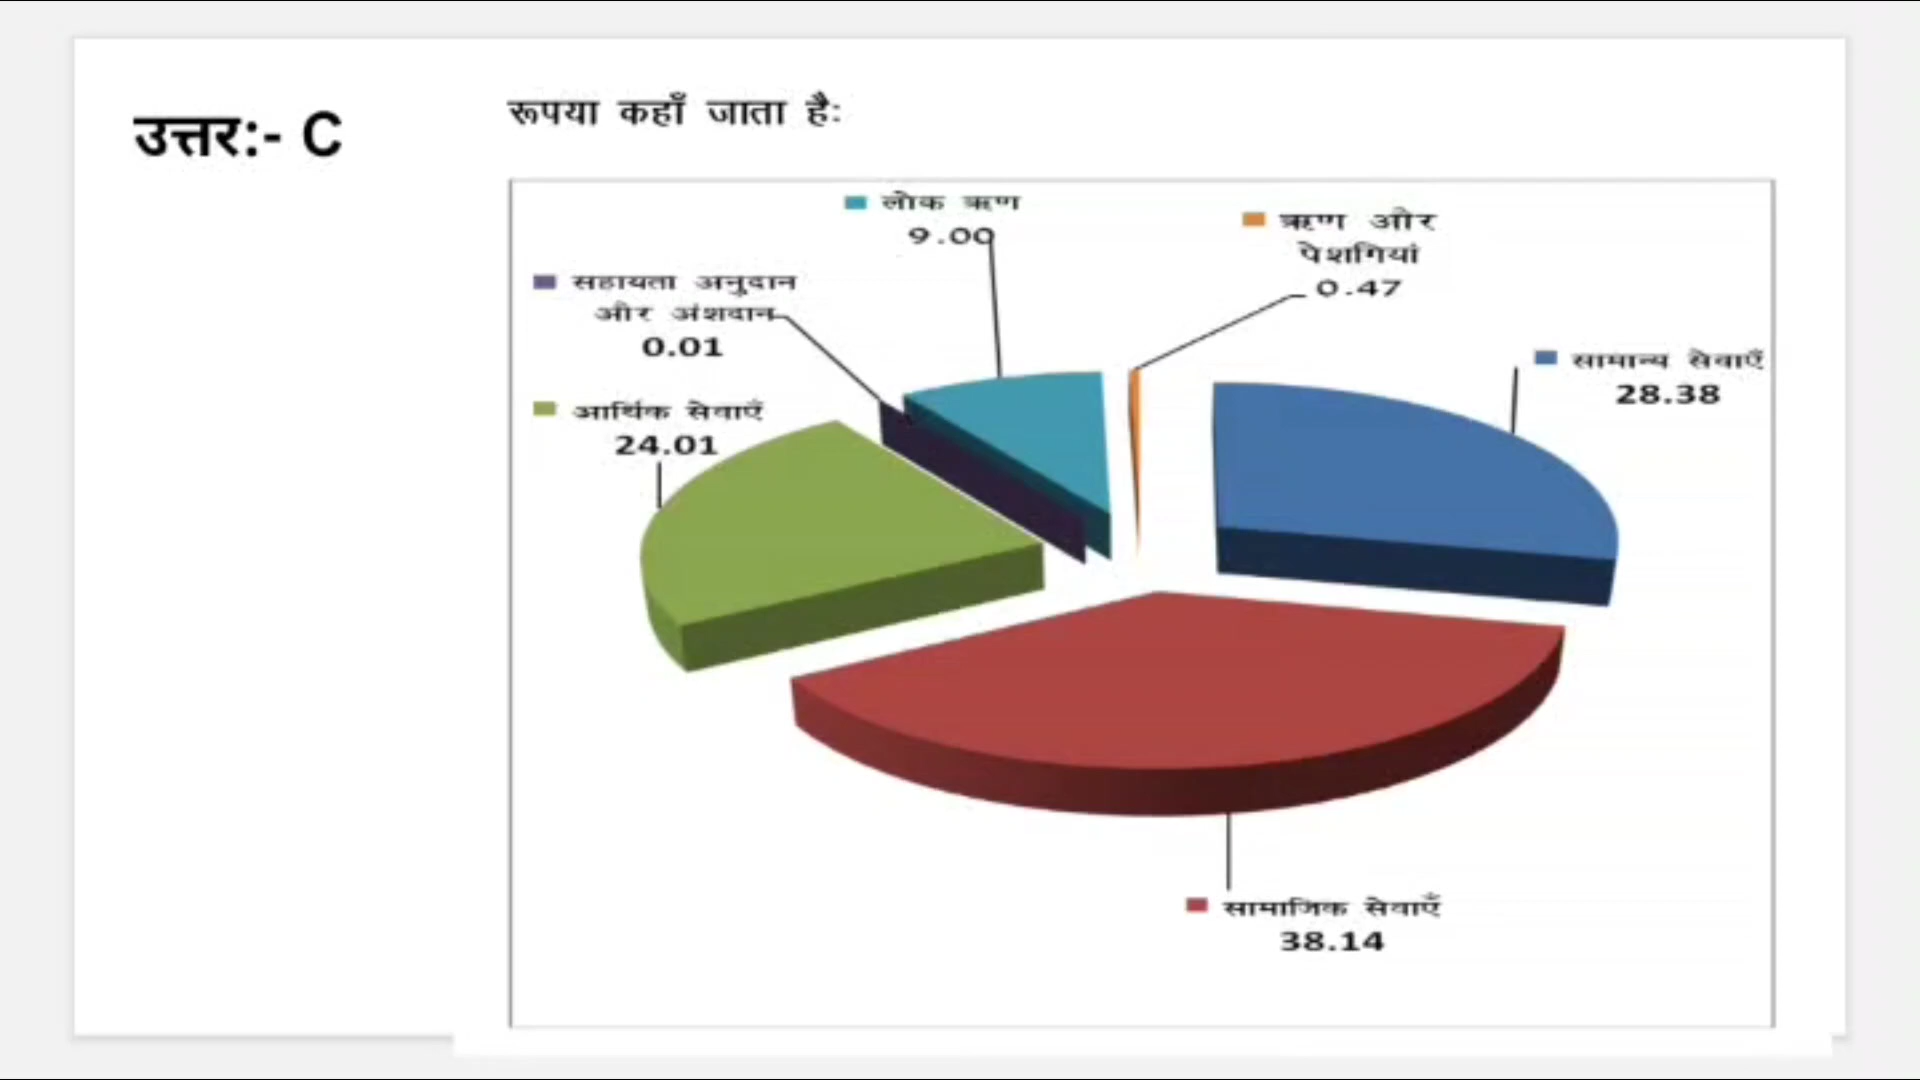 उत्तर:- C
रूपया कहाँ जाता है:
लोक ऋण
9.00
ऋण और
पेशगियां
0.47
सहायता अनुदान
और अंशदान
0.01
सामान्य सेवाएँ
28.38
आर्थिक सेवाएँ
24.01
सामाजिक सेवाएँ
38.14